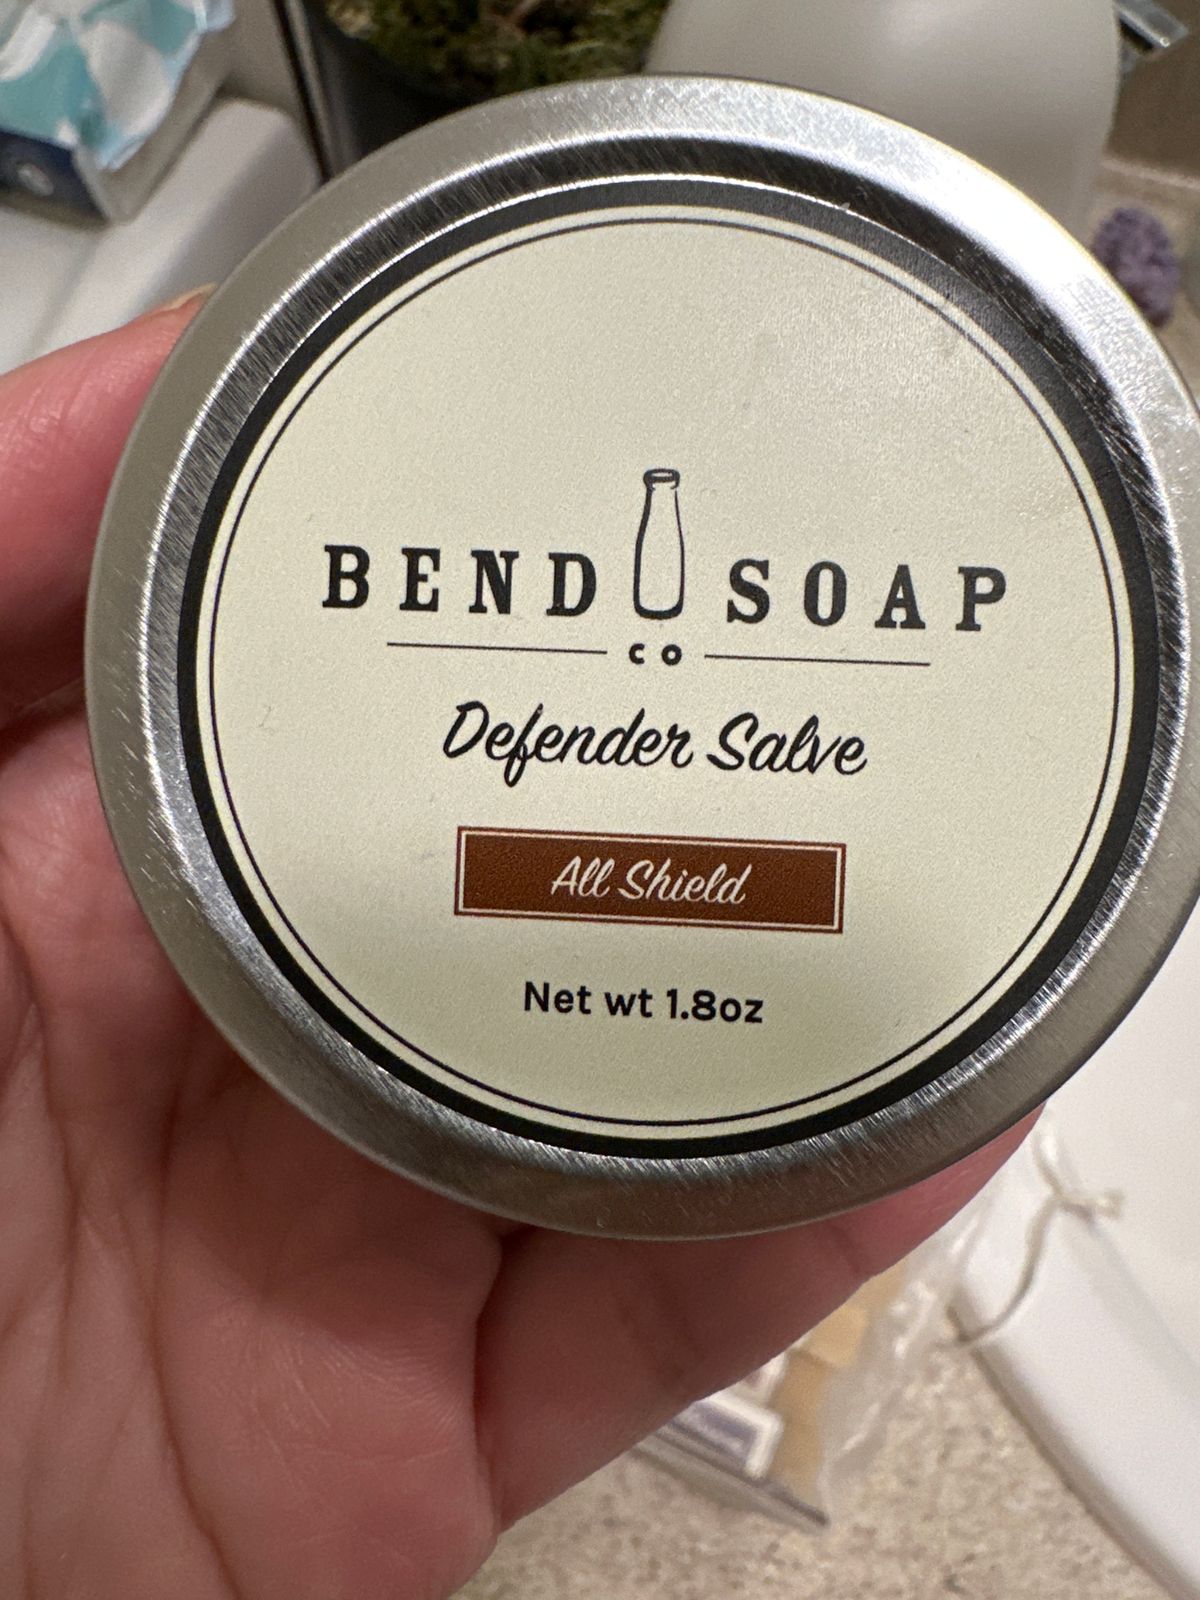 BEND SOAP
CO
Defender Salve
All Shield
Net wt 1.8oz